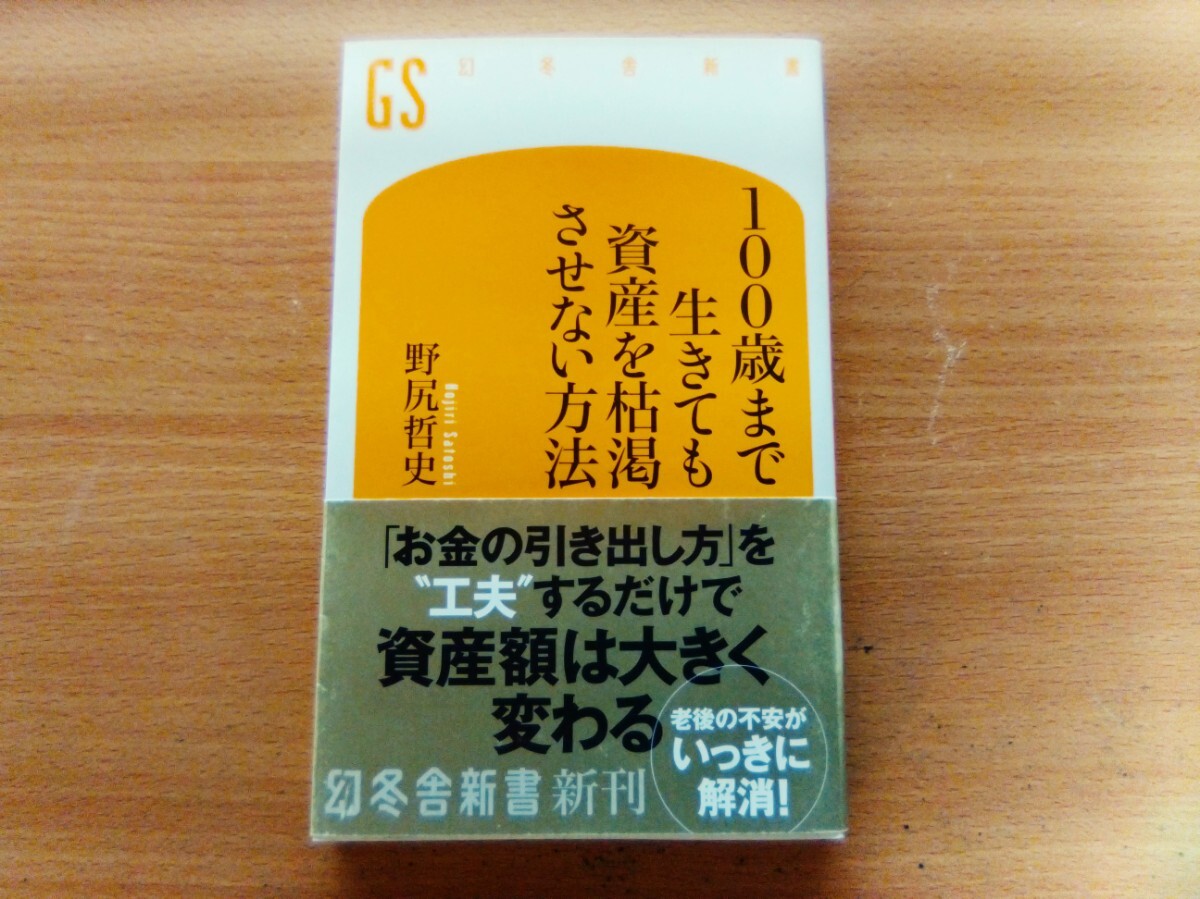 GS
幻冬舎新書
100歳まで
生きても
資産を枯渇
させない方法
野尻哲史
Nojiri Satoshi
「お金の引き出し方」を
“工夫”するだけで
資産額は大きく
変わる
老後の不安が
いっきに
解消!
幻冬舎新書 新刊